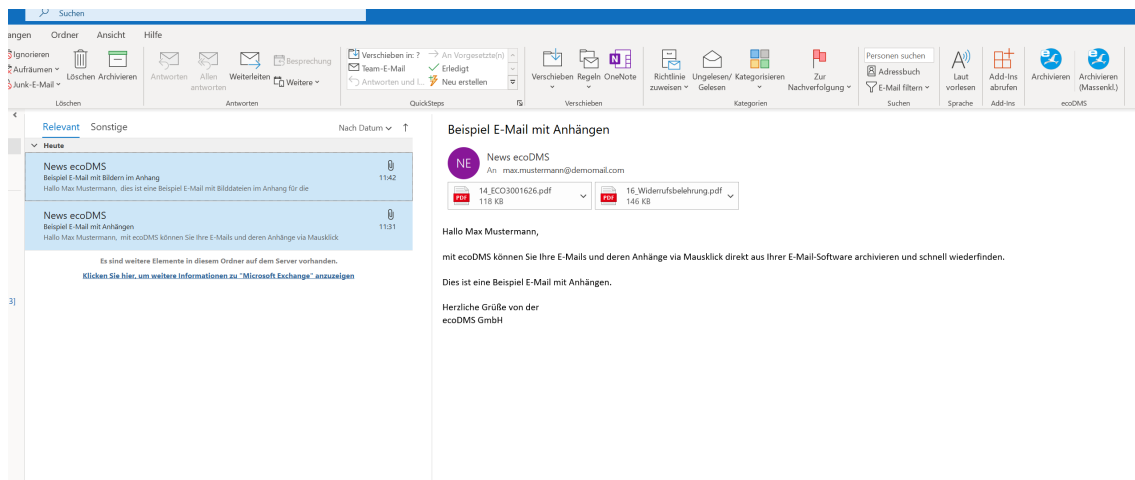 Suchen
angen Ordner Ansicht Hilfe
Ignorieren
Aufräumen
Junk-E-Mail
Löschen Archivieren
Löschen
Antworten Allen antworten Weiterleiten
Besprechung
Weitere
Antworten
Verschieben in: ? An Vorgesetzte(n)
Team-E-Mail Erledigt
Antworten und l... Neu erstellen
QuickSteps
Verschieben Regeln OneNote
Verschieben
Richtlinie zuweisen Ungelesen/ Gelesen Kategorisieren Zur Nachverfolgung
Kategorien
Personen suchen
Adressbuch
E-Mail filtern
Suchen
Laut vorlesen
Sprache
Add-Ins abrufen
Add-Ins
Archivieren Archivieren (Massenkl.)
ecoDMS
Relevant Sonstige Nach Datum
Heute
News ecoDMS
Beispiel E-Mail mit Bildern im Anhang 11:42
Hallo Max Mustermann, dies ist eine Beispiel E-Mail mit Bilddateien im Anhang für die
News ecoDMS
Beispiel E-Mail mit Anhängen 11:31
Hallo Max Mustermann, mit ecoDMS können Sie Ihre E-Mails und deren Anhänge via Mausklick
Es sind weitere Elemente in diesem Ordner auf dem Server vorhanden.
Klicken Sie hier, um weitere Informationen zu "Microsoft Exchange" anzuzeigen
3]
Beispiel E-Mail mit Anhängen
NE
News ecoDMS
An max.mustermann@demomail.com
PDF
14_ECO3001626.pdf
118 KB
PDF
16_Widerrufsbelehrung.pdf
146 KB
Hallo Max Mustermann,
mit ecoDMS können Sie Ihre E-Mails und deren Anhänge via Mausklick direkt aus Ihrer E-Mail-Software archivieren und schnell wiederfinden.
Dies ist eine Beispiel E-Mail mit Anhängen.
Herzliche Grüße von der
ecoDMS GmbH